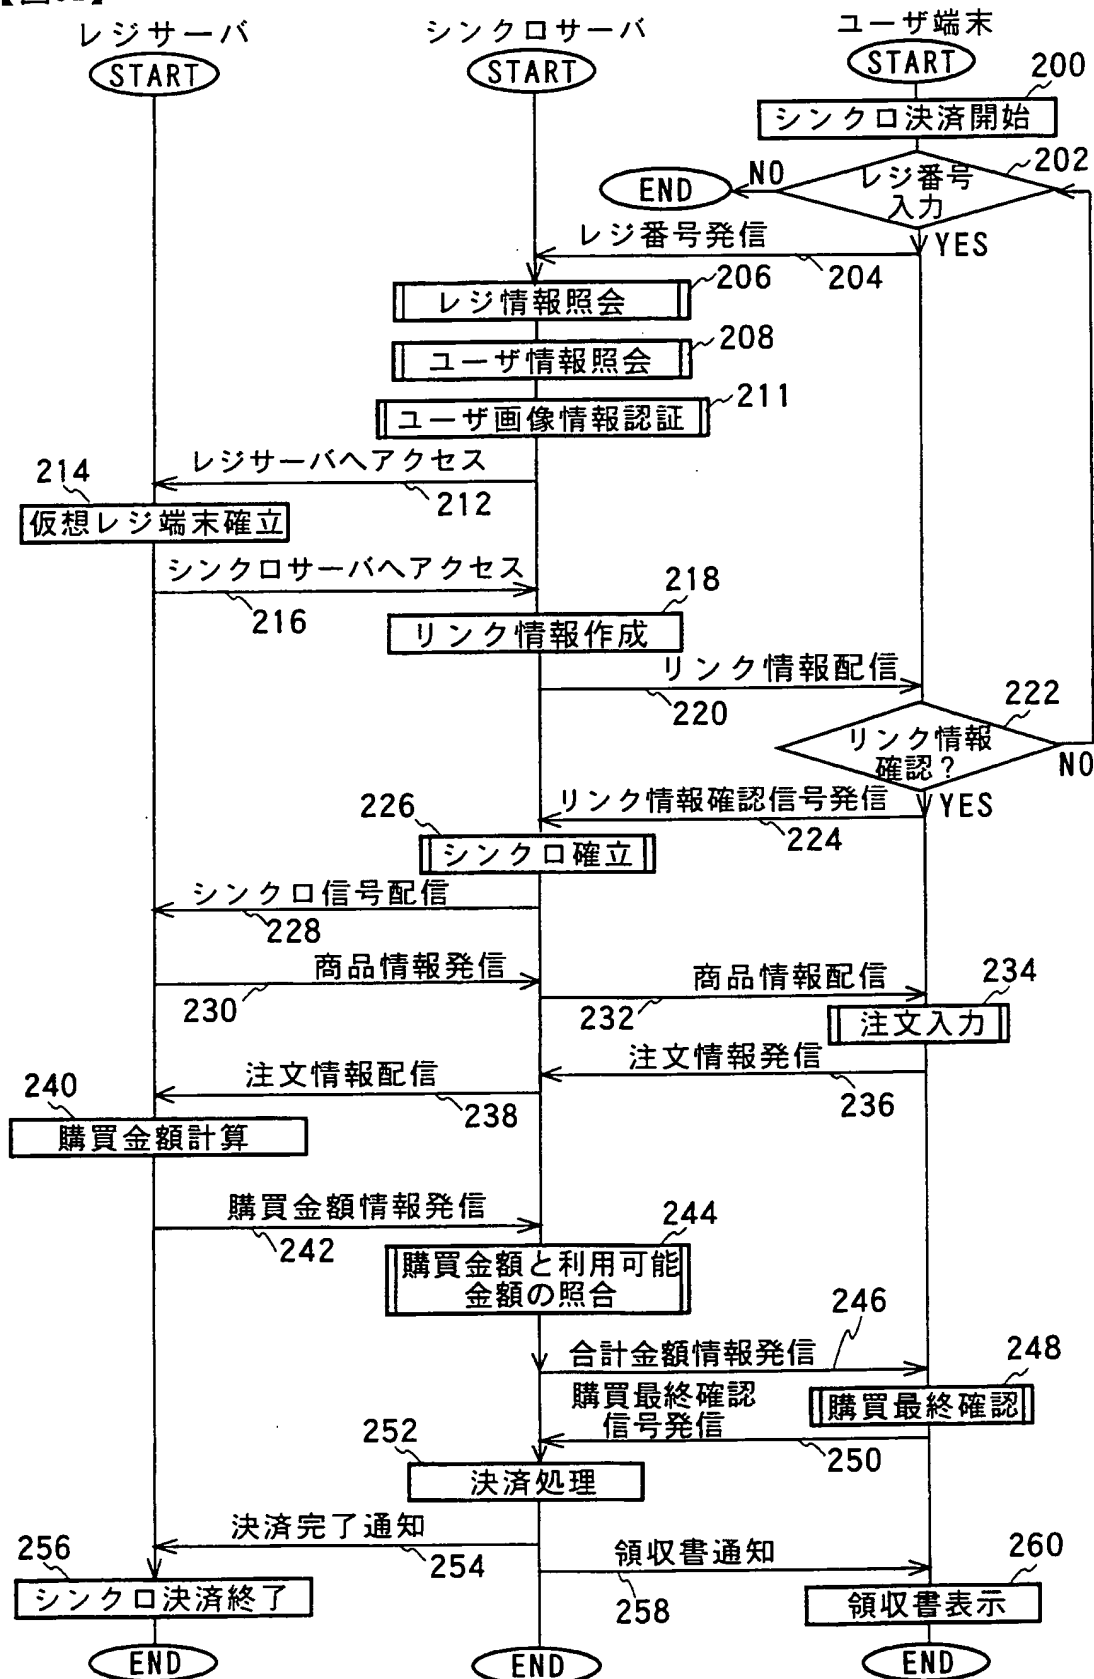 レジサーバ
シンクロサーバ
ユーザ端末
START
START
START
200
シンクロ決済開始
202
レジ番号
入力
NO
END
YES
レジ番号発信
204
206
レジ情報照会
208
ユーザ情報照会
211
ユーザ画像情報認証
レジサーバへアクセス
212
214
仮想レジ端末確立
シンクロサーバへアクセス
216
218
リンク情報作成
リンク情報配信
220
222
リンク情報
確認?
NO
YES
リンク情報確認信号発信
224
226
シンクロ確立
シンクロ信号配信
228
商品情報発信
230
商品情報配信
232
234
注文入力
注文情報発信
236
注文情報配信
238
240
購買金額計算
購買金額情報発信
242
244
購買金額と利用可能
金額の照合
246
合計金額情報発信
248
購買最終確認
購買最終確認
信号発信
250
252
決済処理
決済完了通知
254
256
シンクロ決済終了
領収書通知
258
260
領収書表示
END
END
END